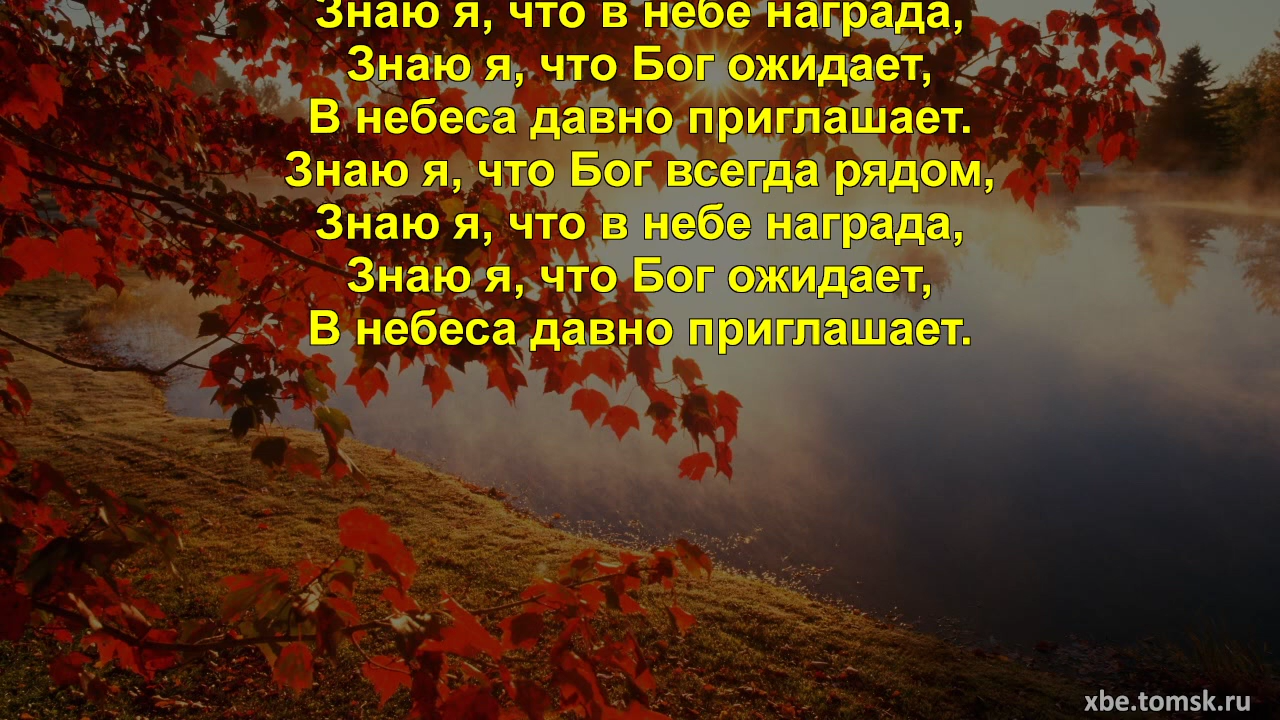 Знаю я, что в небе награда,
Знаю я, что Бог ожидает,
В небеса давно приглашает.
Знаю я, что Бог всегда рядом,
Знаю я, что в небе награда,
Знаю я, что Бог ожидает,
В небеса давно приглашает.
xbe.tomsk.ru